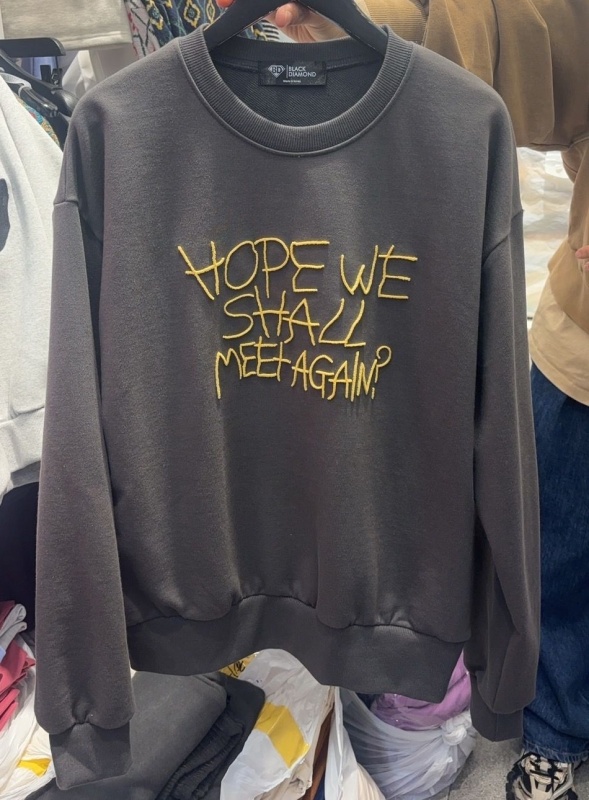 BLACK
DIAMOND
HOPE WE
SHALL
MEET AGAIN?